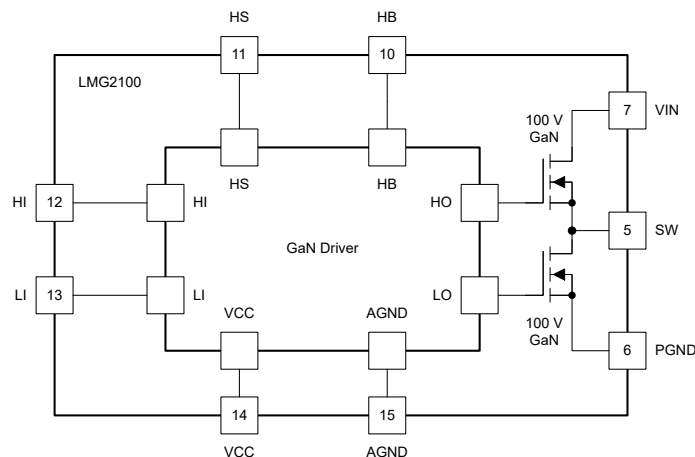 HS
HB
11
10
LMG2100
7
VIN
100 V
GaN
HS
HB
HI
12
HI
HO
5
SW
GaN Driver
LI
13
LI
LO
VCC
AGND
100 V
GaN
6
PGND
14
15
VCC
AGND